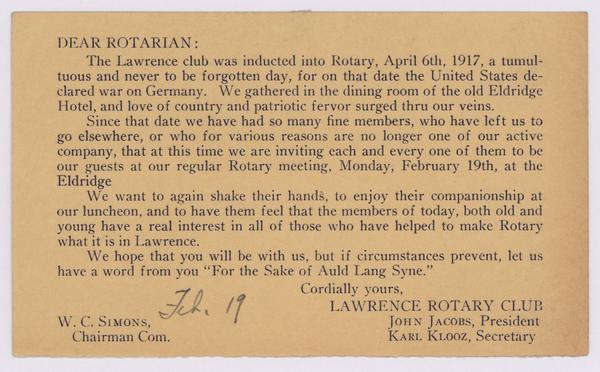 DEAR ROTARIAN:
The Lawrence club was inducted into Rotary, April 6th, 1917, a tumul-
tuous and never to be forgotten day, for on that date the United States de-
clared war on Germany. We gathered in the dining room of the old Eldridge
Hotel, and love of country and patriotic fervor surged thru our veins.
Since that date we have had so many fine members, who have left us to
go elsewhere, or who for various reasons are no longer one of our active
company, that at this time we are inviting each and every one of them to be
our guests at our regular Rotary meeting, Monday, February 19th, at the
Eldridge
We want to again shake their hands, to enjoy their companionship at
our luncheon, and to have them feel that the members of today, both old and
young have a real interest in all of those who have helped to make Rotary
what it is in Lawrence.
We hope that you will be with us, but if circumstances prevent, let us
have a word from you "For the Sake of Auld Lang Syne."
Cordially yours,
LAWRENCE ROTARY CLUB
Feb. 19
W. C. SIMONS,
Chairman Com.
JOHN JACOBS, President
KARL KLOOZ, Secretary